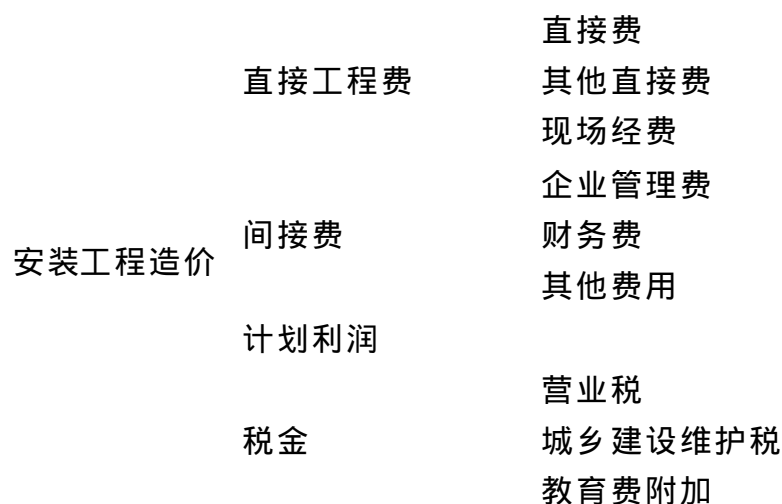 直接费
直接工程费 其他直接费
现场经费
企业管理费
间接费 财务费
安装工程造价
其他费用
计划利润
营业税
税金 城乡建设维护税
教育费附加